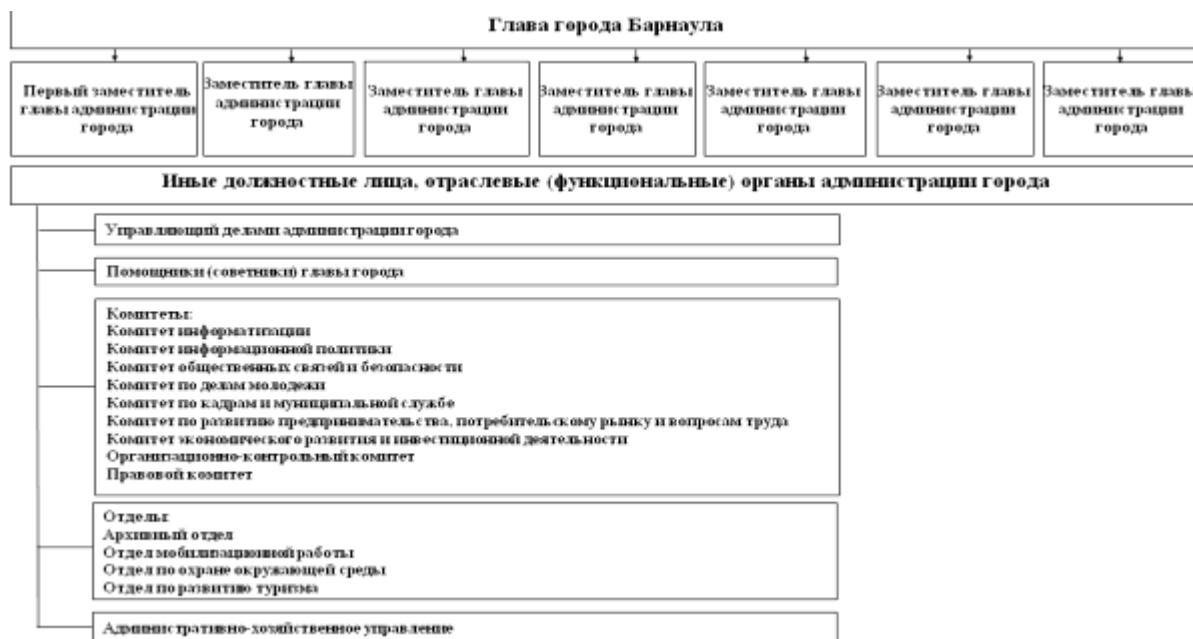 Глава города Барнаула
Первый заместитель
главы администрации
города
Заместитель главы
администрации
города
Заместитель главы
администрации
города
Заместитель главы
администрации
города
Заместитель главы
администрации
города
Заместитель главы
администрации
города
Заместитель главы
администрации
города
Иные должностные лица, отраслевые (функциональные) органы администрации города
Управляющий делами администрации города
Помощники (советники) главы города
Комитеты:
Комитет информатизации
Комитет информационной политики
Комитет общественных связей и безопасности
Комитет по делам молодежи
Комитет по кадрам и муниципальной службе
Комитет по развитию предпринимательства, потребительскому рынку и вопросам труда
Комитет экономического развития и инвестиционной деятельности
Организационно-контрольный комитет
Правовой комитет
Отделы:
Архивный отдел
Отдел мобилизационной работы
Отдел по охране окружающей среды
Отдел по развитию туризма
Административно-хозяйственное управление